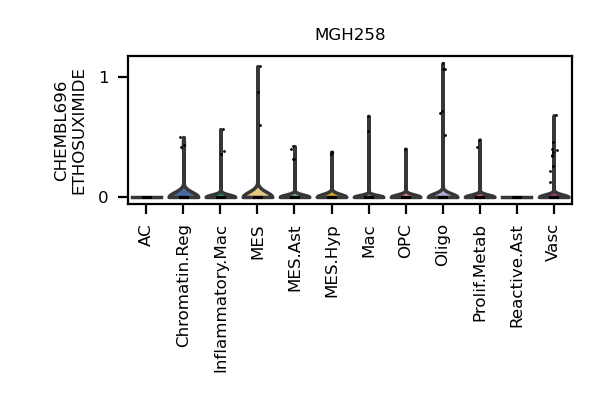 MGH258
CHEMBL696
ETHOSUXIMIDE
1
0
AC
Chromatin.Reg
Inflammatory.Mac
MES
MES.Ast
MES.Hyp
Mac
OPC
Oligo
Prolif.Metab
Reactive.Ast
Vasc